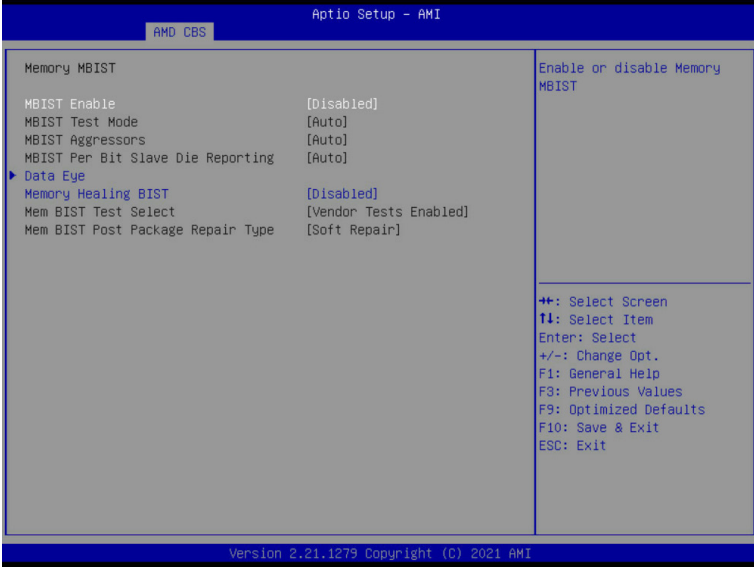 Aptio Setup – AMI
AMD CBS
Memory MBIST
MBIST Enable [Disabled]
MBIST Test Mode [Auto]
MBIST Aggressors [Auto]
MBIST Per Bit Slave Die Reporting [Auto]
Data Eye
Memory Healing BIST [Disabled]
Mem BIST Test Select [Vendor Tests Enabled]
Mem BIST Post Package Repair Type [Soft Repair]
Enable or disable Memory
MBIST
→←: Select Screen
↑↓: Select Item
Enter: Select
+/-: Change Opt.
F1: General Help
F3: Previous Values
F9: Optimized Defaults
F10: Save & Exit
ESC: Exit
Version 2.21.1279 Copyright (C) 2021 AMI